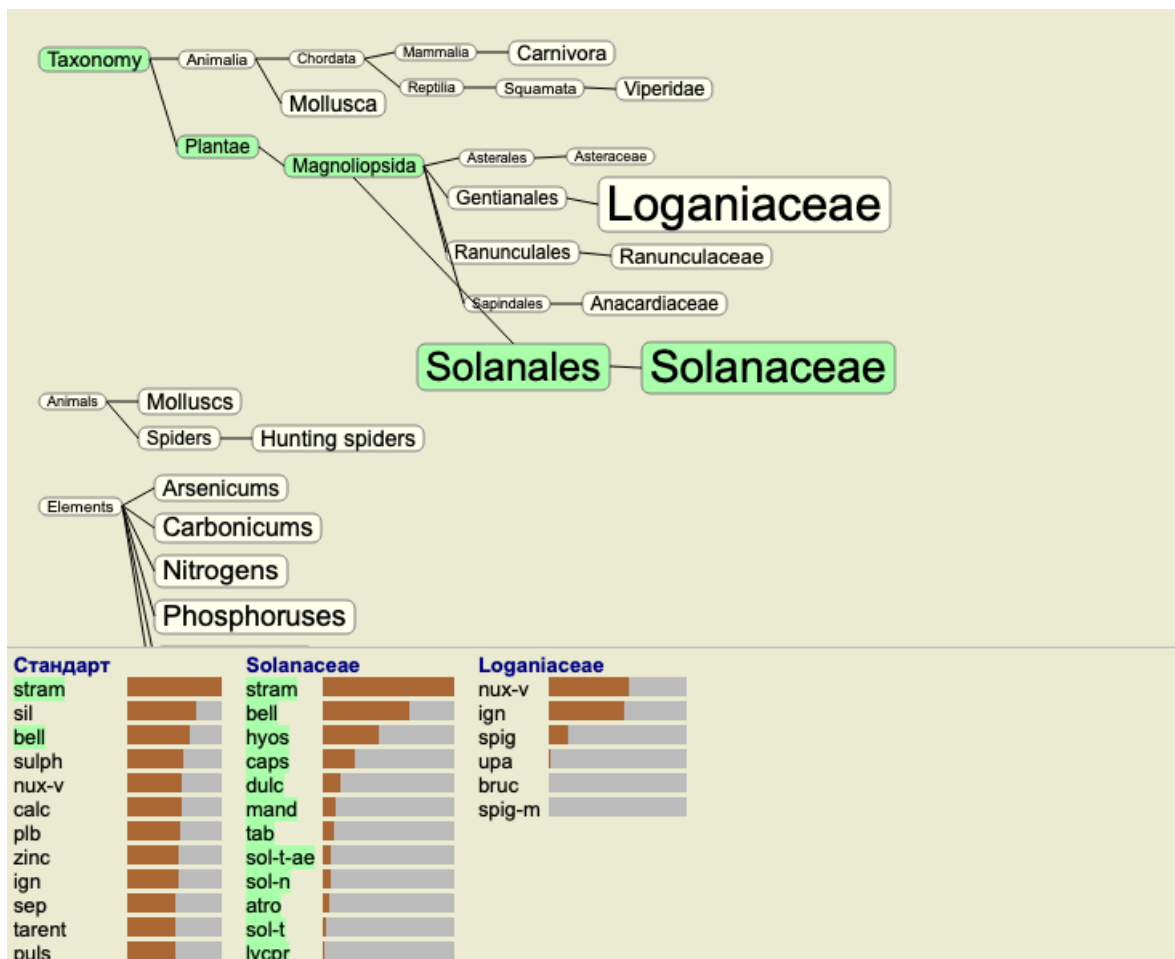 Taxonomy
Animalia
Chordata
Mammalia
Carnivora
Reptilia
Squamata
Viperidae
Mollusca
Plantae
Magnoliopsida
Asterales
Asteraceae
Gentianales
Loganiaceae
Ranunculales
Ranunculaceae
Sapindales
Anacardiaceae
Solanales
Solanaceae
Animals
Molluscs
Spiders
Hunting spiders
Elements
Arsenicums
Carbonicums
Nitrogens
Phosphoruses
Стандарт
stram
sil
bell
sulph
nux-v
calc
plb
zinc
ign
sep
tarent
puls
Solanaceae
stram
bell
hyos
caps
dulc
mand
tab
sol-t-ae
sol-n
atro
sol-t
lycpr
Loganiaceae
nux-v
ign
spig
upa
bruc
spig-m